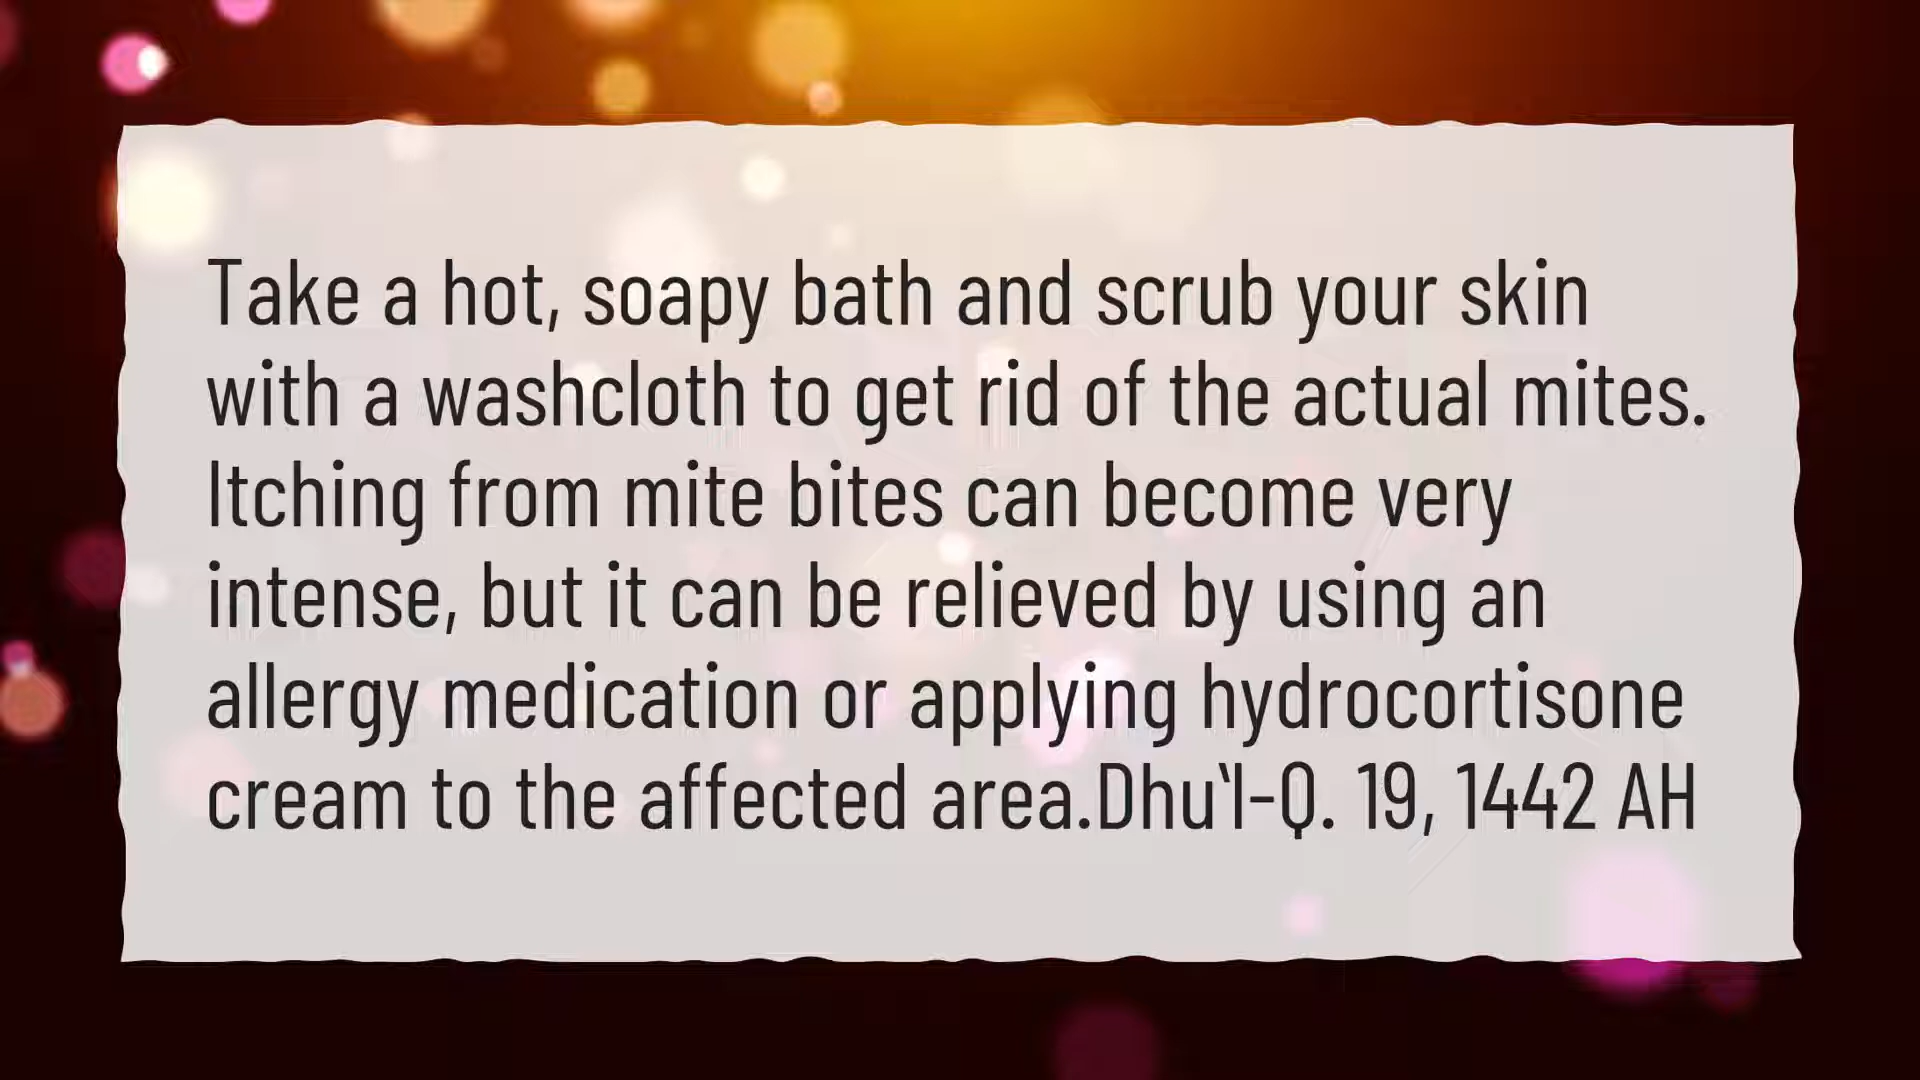 Take a hot, soapy bath and scrub your skin
with a washcloth to get rid of the actual mites.
Itching from mite bites can become very
intense, but it can be relieved by using an
allergy medication or applying hydrocortisone
cream to the affected area.Dhuʻl-Q. 19, 1442 AH